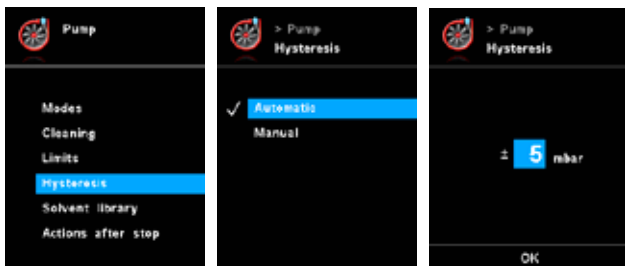 Pump
Modes
Cleaning
Limits
Hysteresis
Solvent library
Actions after stop
> Pump
Hysteresis
✓ Automatic
Manual
> Pump
Hysteresis
± 5 mbar
OK